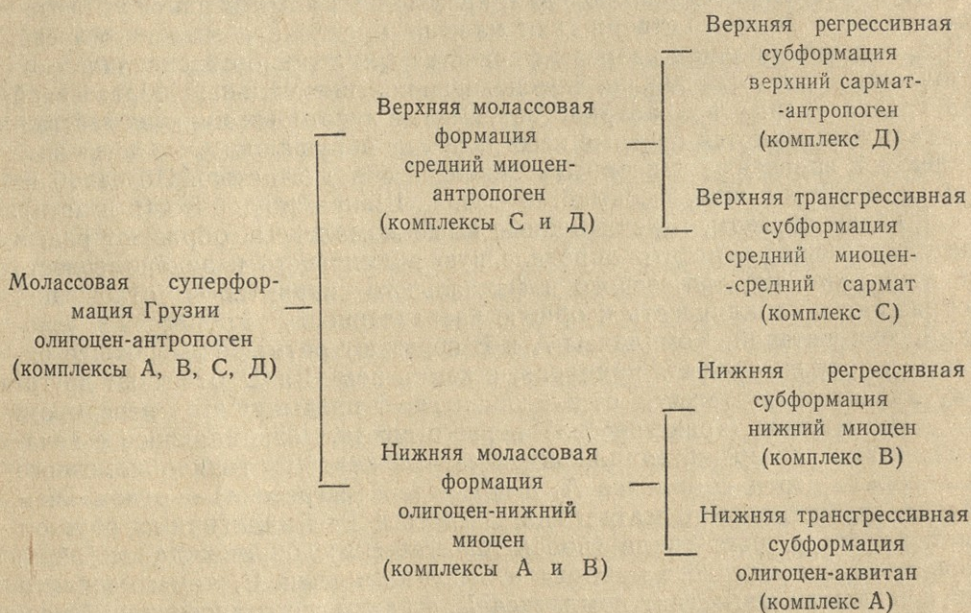 Молассовая суперфор-
мация Грузии
олигоцен-антропоген
(комплексы А, В, С, Д)
Верхняя молассовая
формация
средний миоцен-
антропоген
(комплексы С и Д)
Нижняя молассовая
формация
олигоцен-нижний
миоцен
(комплексы А и В)
Верхняя регрессивная
субформация
верхний сармат-
-антропоген
(комплекс Д)
Верхняя трансгрессивная
субформация
средний миоцен-
-средний сармат
(комплекс С)
Нижняя регрессивная
субформация
нижний миоцен
(комплекс В)
Нижняя трансгрессивная
субформация
олигоцен-аквитан
(комплекс А)